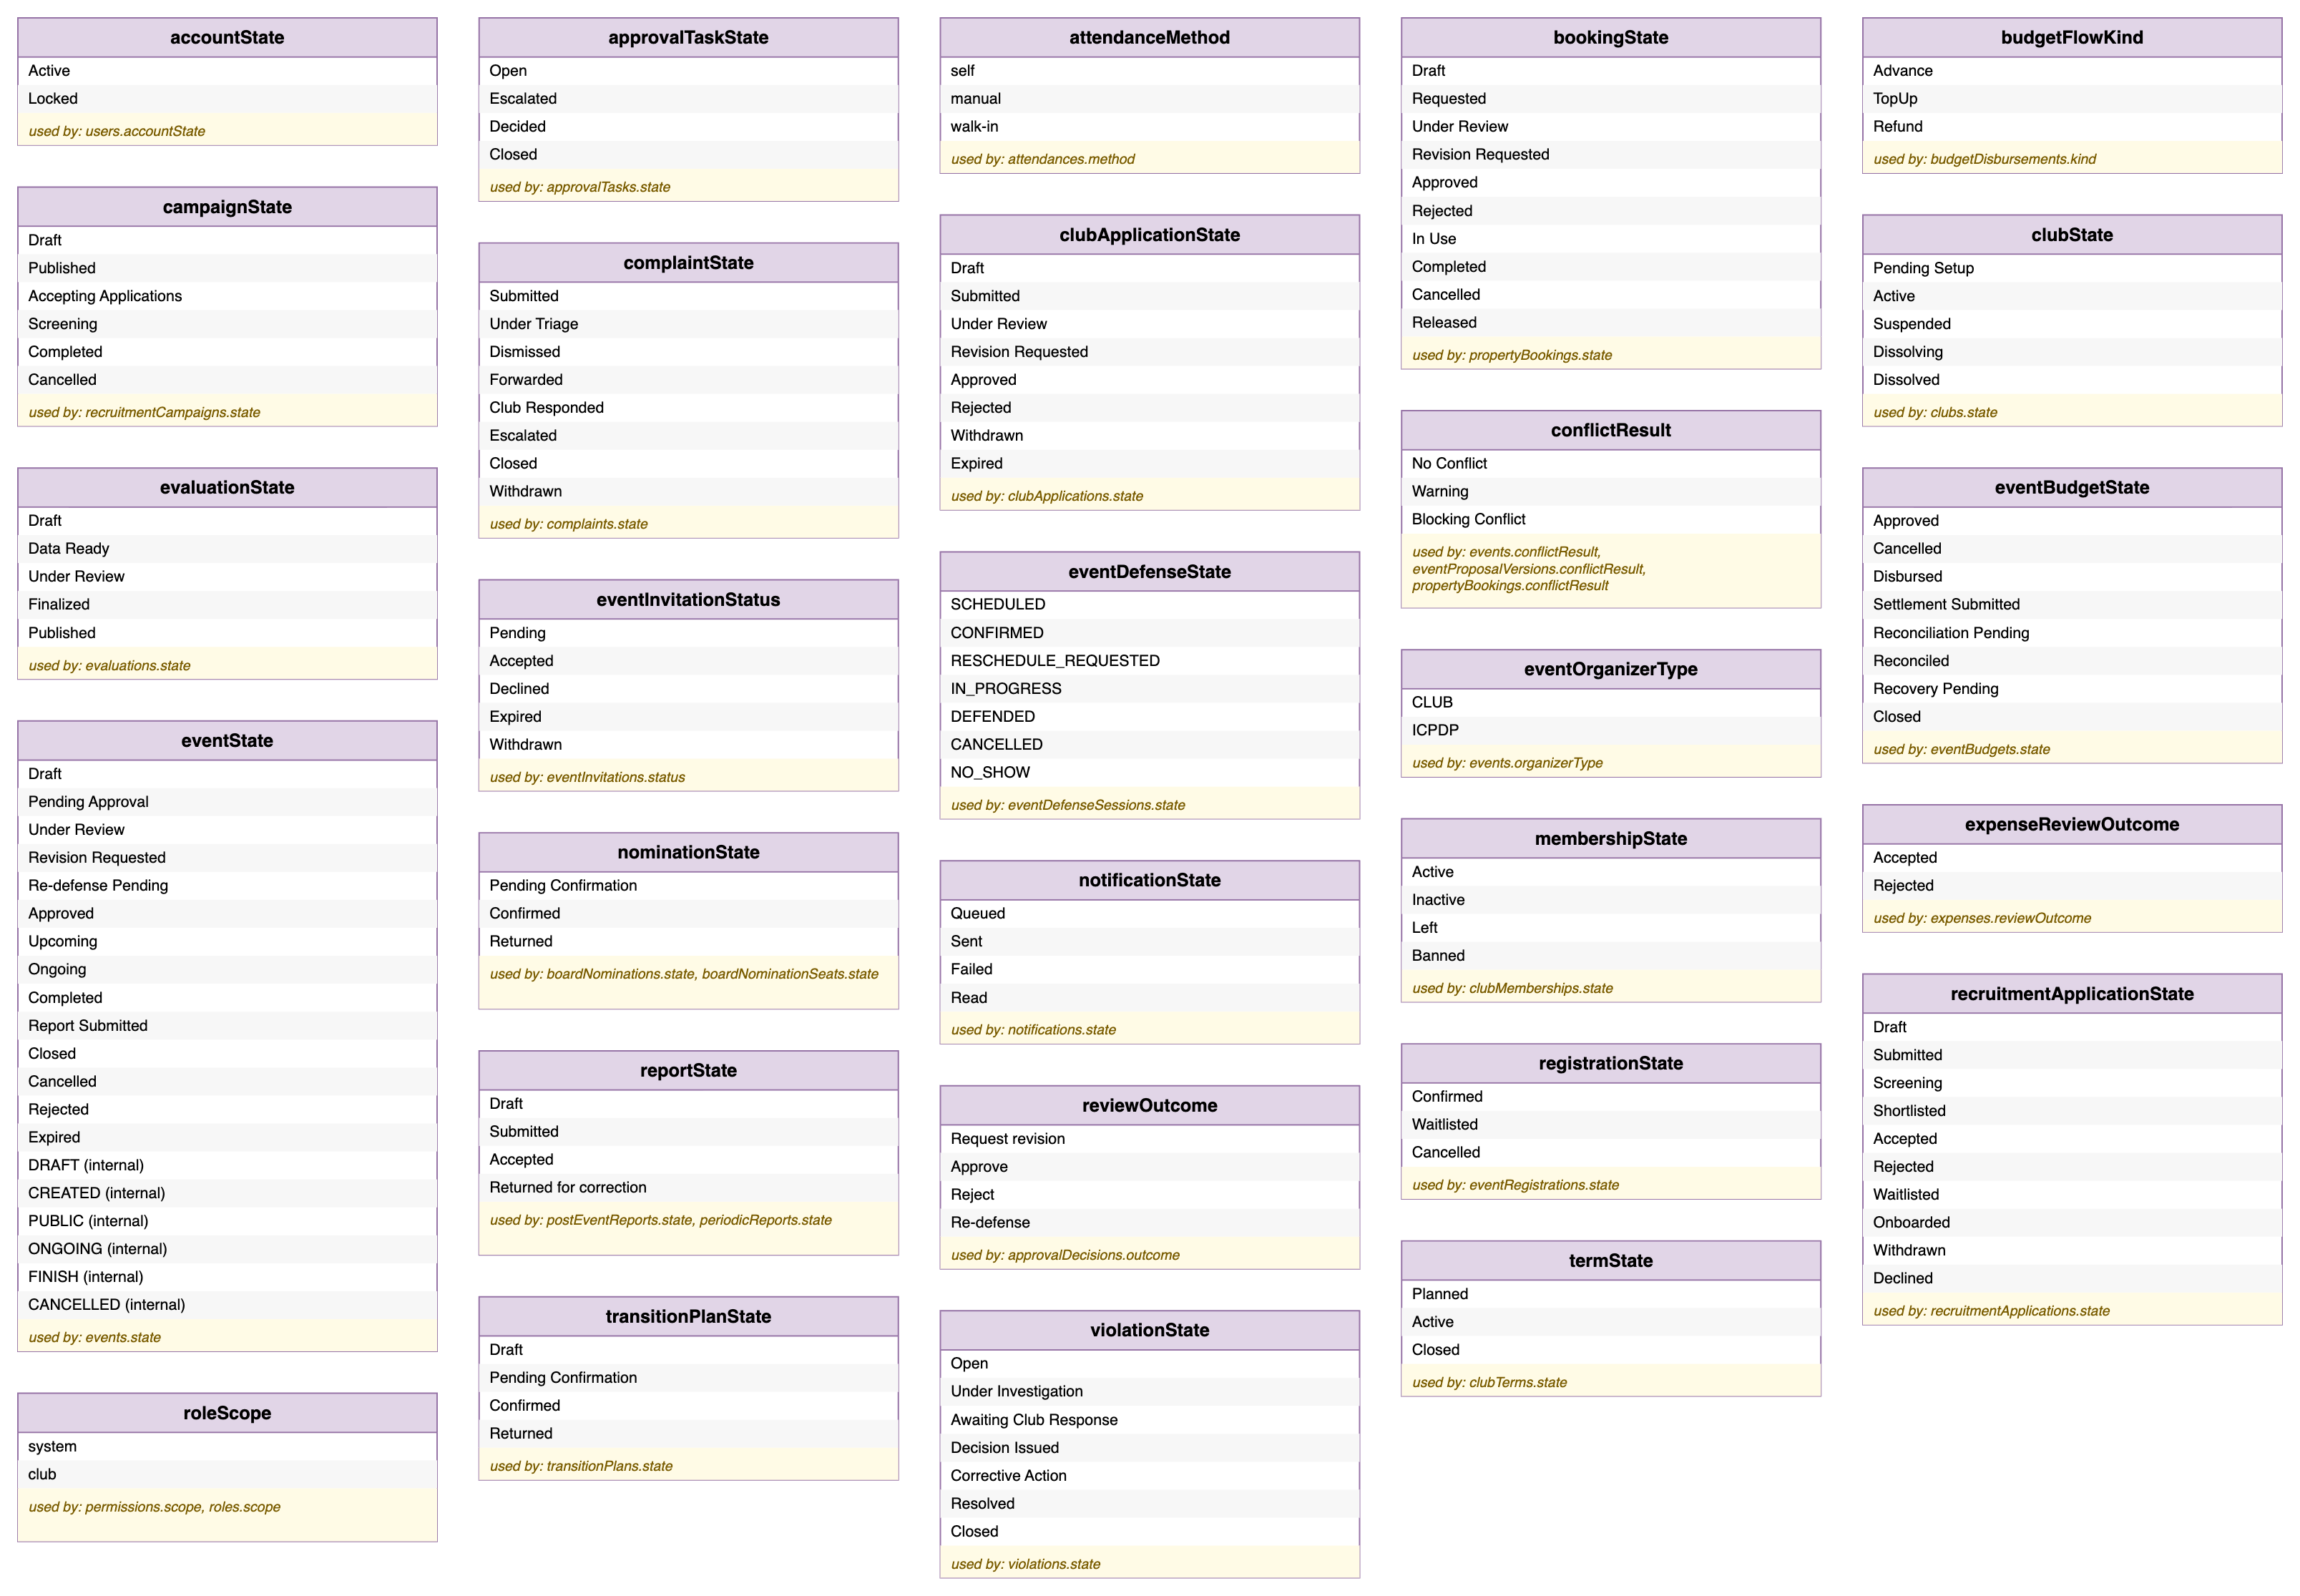 accountState
Active
Locked
used by: users.accountState
campaignState
Draft
Published
Accepting Applications
Screening
Completed
Cancelled
used by: recruitmentCampaigns.state
evaluationState
Draft
Data Ready
Under Review
Finalized
Published
used by: evaluations.state
eventState
Draft
Pending Approval
Under Review
Revision Requested
Re-defense Pending
Approved
Upcoming
Ongoing
Completed
Report Submitted
Closed
Cancelled
Rejected
Expired
DRAFT (internal)
CREATED (internal)
PUBLIC (internal)
ONGOING (internal)
FINISH (internal)
CANCELLED (internal)
used by: events.state
roleScope
system
club
used by: permissions.scope, roles.scope
approvalTaskState
Open
Escalated
Decided
Closed
used by: approvalTasks.state
complaintState
Submitted
Under Triage
Dismissed
Forwarded
Club Responded
Escalated
Closed
Withdrawn
used by: complaints.state
eventInvitationStatus
Pending
Accepted
Declined
Expired
Withdrawn
used by: eventInvitations.status
nominationState
Pending Confirmation
Confirmed
Returned
used by: boardNominations.state, boardNominationSeats.state
reportState
Draft
Submitted
Accepted
Returned for correction
used by: postEventReports.state, periodicReports.state
transitionPlanState
Draft
Pending Confirmation
Confirmed
Returned
used by: transitionPlans.state
attendanceMethod
self
manual
walk-in
used by: attendances.method
clubApplicationState
Draft
Submitted
Under Review
Revision Requested
Approved
Rejected
Withdrawn
Expired
used by: clubApplications.state
eventDefenseState
SCHEDULED
CONFIRMED
RESCHEDULE_REQUESTED
IN_PROGRESS
DEFENDED
CANCELLED
NO_SHOW
used by: eventDefenseSessions.state
notificationState
Queued
Sent
Failed
Read
used by: notifications.state
reviewOutcome
Request revision
Approve
Reject
Re-defense
used by: approvalDecisions.outcome
violationState
Open
Under Investigation
Awaiting Club Response
Decision Issued
Corrective Action
Resolved
Closed
used by: violations.state
bookingState
Draft
Requested
Under Review
Revision Requested
Approved
Rejected
In Use
Completed
Cancelled
Released
used by: propertyBookings.state
conflictResult
No Conflict
Warning
Blocking Conflict
used by: events.conflictResult,
eventProposalVersions.conflictResult,
propertyBookings.conflictResult
eventOrganizerType
CLUB
ICPDP
used by: events.organizerType
membershipState
Active
Inactive
Left
Banned
used by: clubMemberships.state
registrationState
Confirmed
Waitlisted
Cancelled
used by: eventRegistrations.state
termState
Planned
Active
Closed
used by: clubTerms.state
budgetFlowKind
Advance
TopUp
Refund
used by: budgetDisbursements.kind
clubState
Pending Setup
Active
Suspended
Dissolving
Dissolved
used by: clubs.state
eventBudgetState
Approved
Cancelled
Disbursed
Settlement Submitted
Reconciliation Pending
Reconciled
Recovery Pending
Closed
used by: eventBudgets.state
expenseReviewOutcome
Accepted
Rejected
used by: expenses.reviewOutcome
recruitmentApplicationState
Draft
Submitted
Screening
Shortlisted
Accepted
Rejected
Waitlisted
Onboarded
Withdrawn
Declined
used by: recruitmentApplications.state